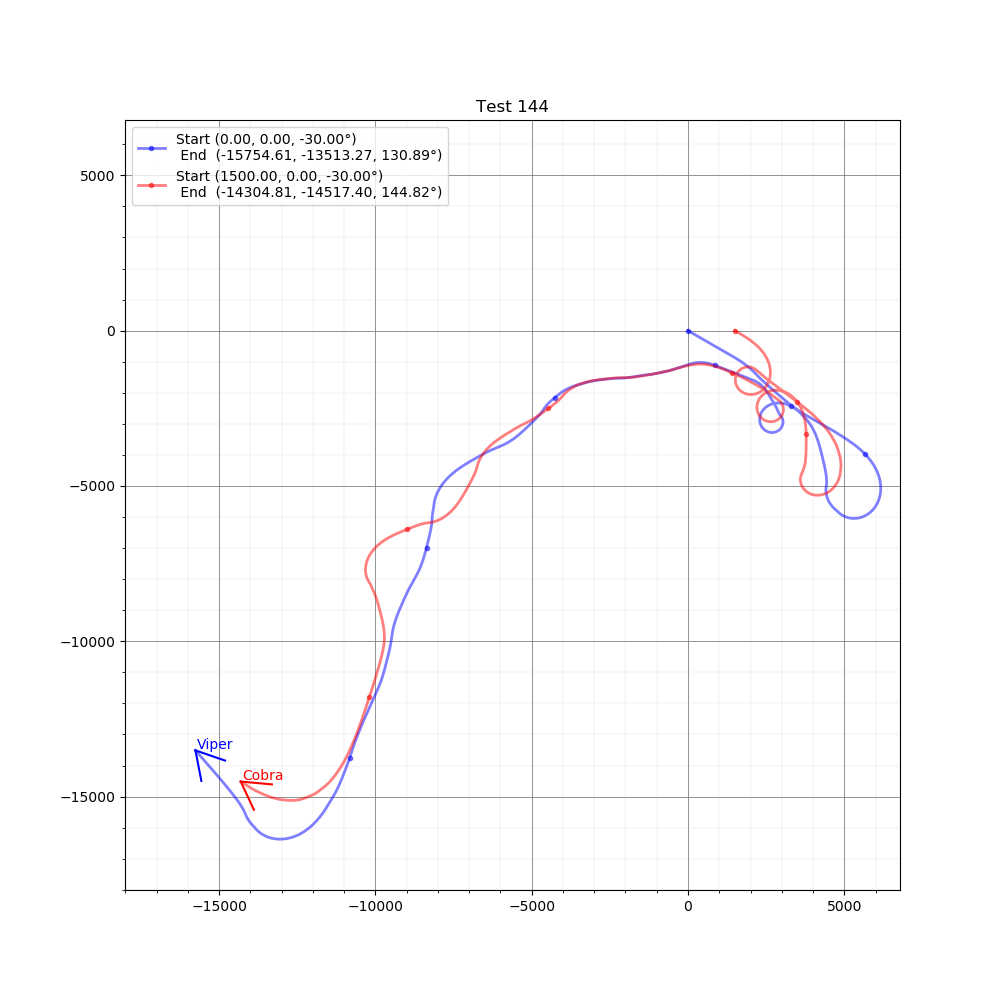 Test 144
Start (0.00, 0.00, -30.00°)
End (-15754.61, -13513.27, 130.89°)
Start (1500.00, 0.00, -30.00°)
End (-14304.81, -14517.40, 144.82°)
5000
0
−5000
−10000
−15000
Viper
Cobra
−15000 −10000 −5000 0 5000